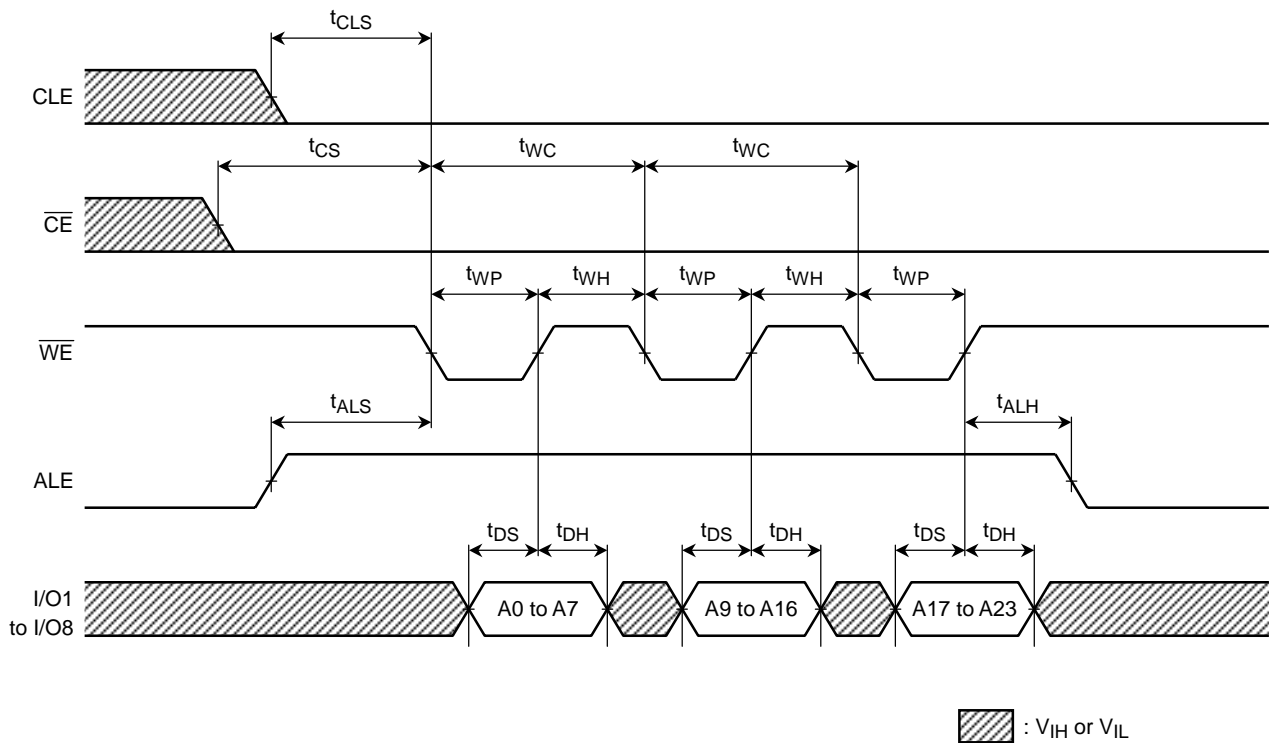 tCLS
CLE
tCS
tWC
tWC
CE
tWP
tWH
tWP
tWH
tWP
WE
tALS
tALH
ALE
tDS
tDH
tDS
tDH
tDS
tDH
I/O1
to I/O8
A0 to A7
A9 to A16
A17 to A23
: VIH or VIL